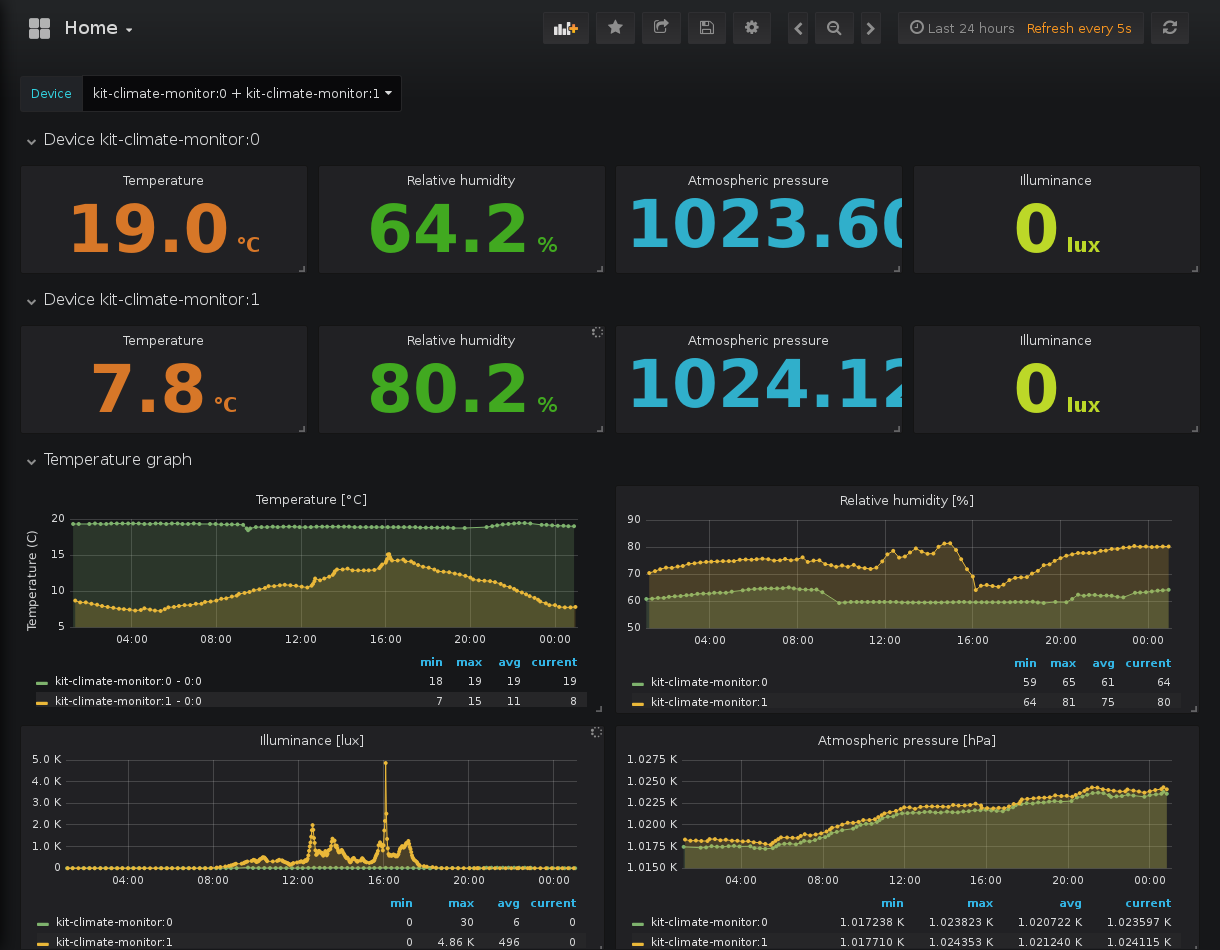 Home
Last 24 hours Refresh every 5s
Device kit-climate-monitor:0 + kit-climate-monitor:1
Device kit-climate-monitor:0
Temperature Relative humidity Atmospheric pressure Illuminance
19.0 °C 64.2 % 1023.60 0 lux
Device kit-climate-monitor:1
Temperature Relative humidity Atmospheric pressure Illuminance
7.8 °C 80.2 % 1024.12 0 lux
Temperature graph
Temperature [°C]
Temperature (C)
20
15
10
5
04:00 08:00 12:00 16:00 20:00 00:00
min max avg current
kit-climate-monitor:0 - 0:0 18 19 19 19
kit-climate-monitor:1 - 0:0 7 15 11 8
Relative humidity [%]
90
80
70
60
50
04:00 08:00 12:00 16:00 20:00 00:00
min max avg current
kit-climate-monitor:0 59 65 61 64
kit-climate-monitor:1 64 81 75 80
Illuminance [lux]
5.0 K
4.0 K
3.0 K
2.0 K
1.0 K
0
04:00 08:00 12:00 16:00 20:00 00:00
min max avg current
kit-climate-monitor:0 0 30 6 0
kit-climate-monitor:1 0 4.86 K 496 0
Atmospheric pressure [hPa]
1.0275 K
1.0250 K
1.0225 K
1.0200 K
1.0175 K
1.0150 K
04:00 08:00 12:00 16:00 20:00 00:00
min max avg current
kit-climate-monitor:0 1.017238 K 1.023823 K 1.020722 K 1.023597 K
kit-climate-monitor:1 1.017710 K 1.024353 K 1.021240 K 1.024115 K